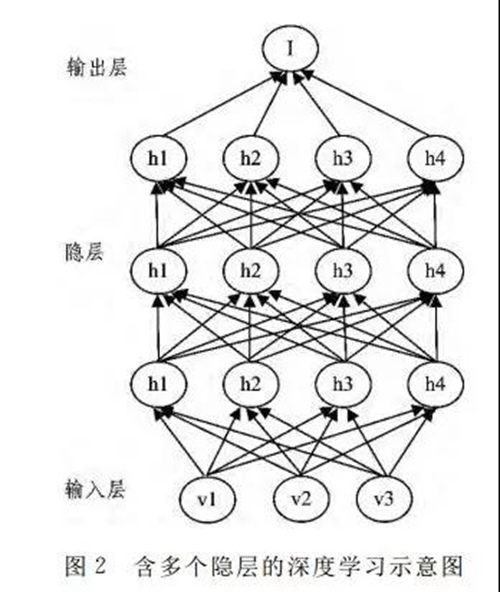 I
输出层
h1 h2 h3 h4
隐层
h1 h2 h3 h4
h1 h2 h3 h4
输入层
v1 v2 v3
图 2 含多个隐层的深度学习示意图